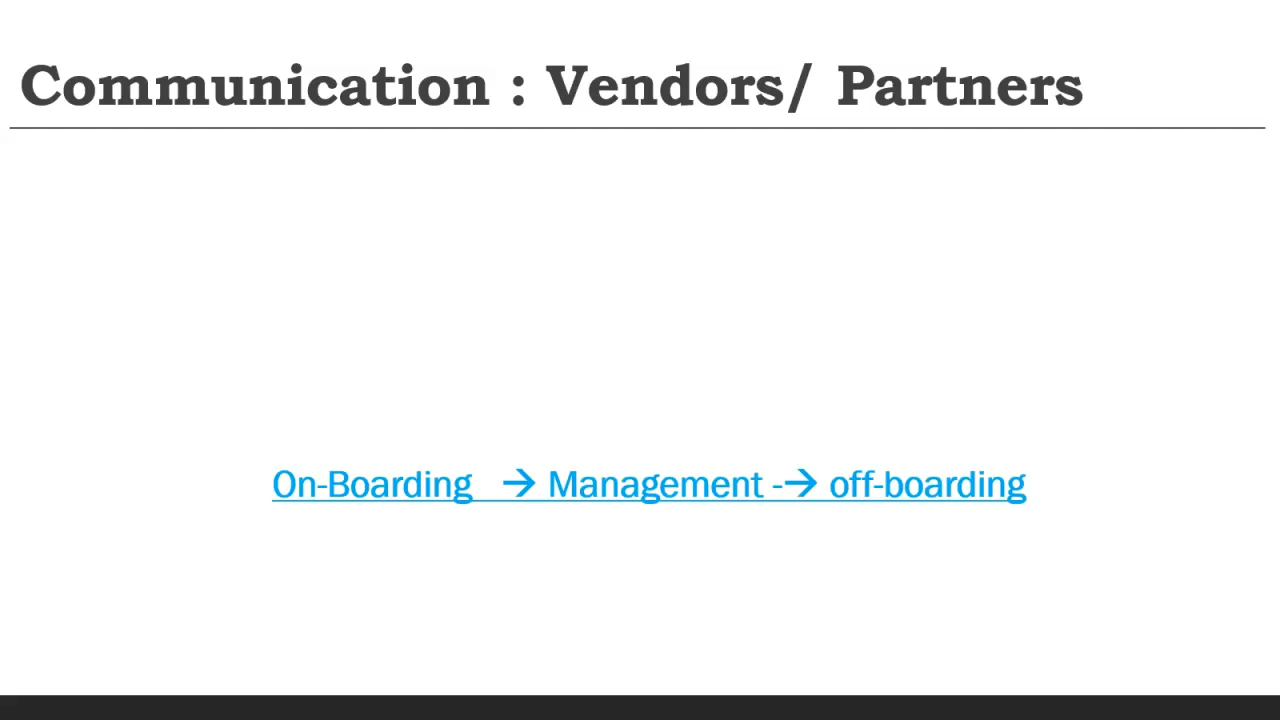 Communication : Vendors/ Partners
On-Boarding → Management -→ off-boarding